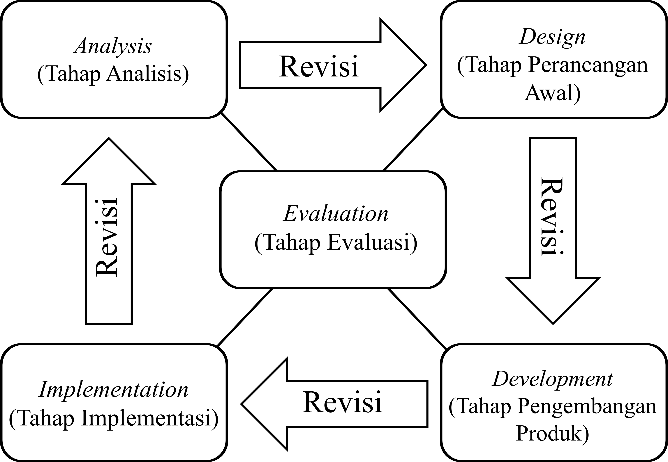 Analysis
(Tahap Analisis)
Revisi
Design
(Tahap Perancangan
Awal)
Revisi
Evaluation
(Tahap Evaluasi)
Revisi
Implementation
(Tahap Implementasi)
Revisi
Development
(Tahap Pengembangan
Produk)